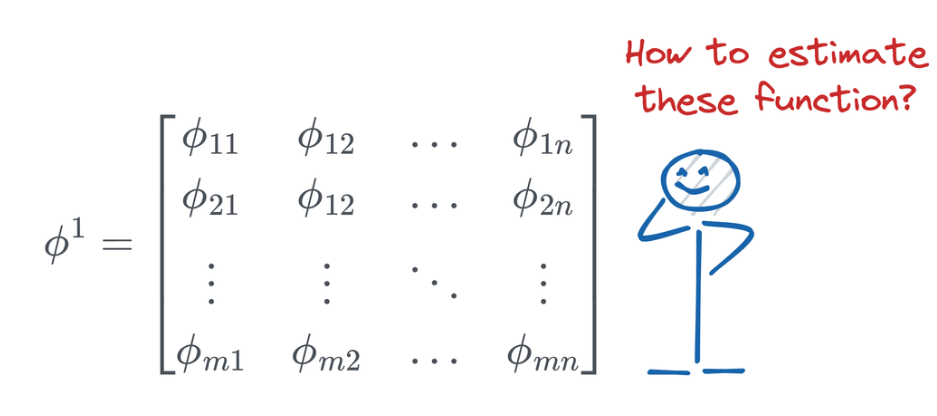 How to estimate
these function?
ϕ¹ =
ϕ₁₁ ϕ₁₂ … ϕ₁ₙ
ϕ₂₁ ϕ₁₂ … ϕ₂ₙ
⋮ ⋮ ⋱ ⋮
ϕₘ₁ ϕₘ₂ … ϕₘₙ